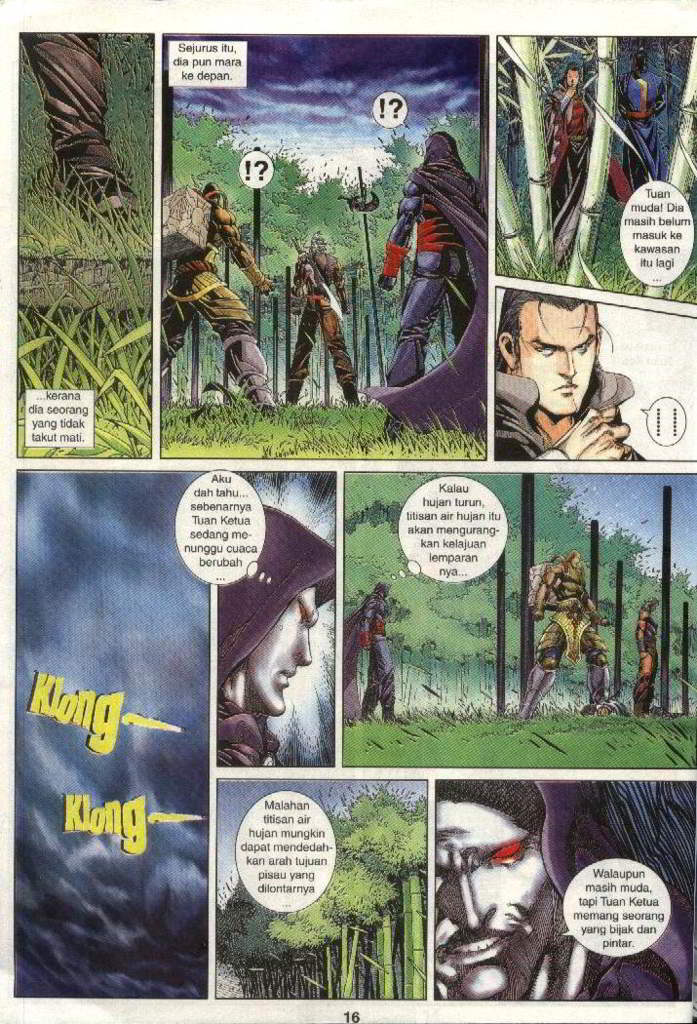 ...kerana
dia seorang
yang tidak
takut mati.
Sejurus itu,
dia pun mara
ke depan.
!?
!?
Tuan
muda! Dia
masih belum
masuk ke
kawasan
itu lagi
...
!!
Klong
Klong
Aku
dah tahu...
sebenarnya
Tuan Ketua
sedang me-
nunggu cuaca
berubah
...
Kalau
hujan turun,
titisan air hujan itu
akan mengurang-
kan kelajuan
lemparan
nya...
Malahan
titisan air
hujan mungkin
dapat mendedah-
kan arah tujuan
pisau yang
dilontarnya
Walaupun
masih muda,
tapi Tuan Ketua
memang seorang
yang bijak dan
pintar.
16